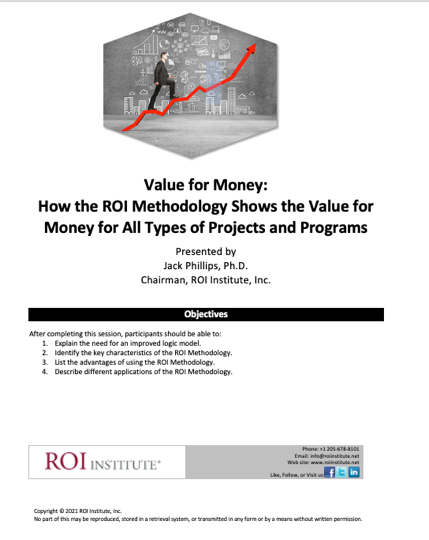 Value for Money:
How the ROI Methodology Shows the Value for
Money for All Types of Projects and Programs
Presented by
Jack Phillips, Ph.D.
Chairman, ROI Institute, Inc.
Objectives
After completing this session, participants should be able to:
1. Explain the need for an improved logic model.
2. Identify the key characteristics of the ROI Methodology.
3. List the advantages of using the ROI Methodology.
4. Describe different applications of the ROI Methodology.
ROI INSTITUTE®
Phone: +1 205-678-8101
Email: info@roiinstitute.net
Web site: www.roiinstitute.net
Like, Follow, or Visit us
Copyright © 2021 ROI Institute, Inc.
No part of this may be reproduced, stored in a retrieval system, or transmitted in any form or by a means without written permission.